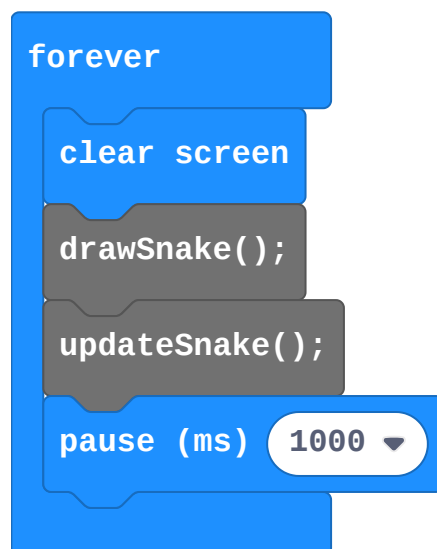 forever
clear screen
drawSnake();
updateSnake();
pause (ms) 1000